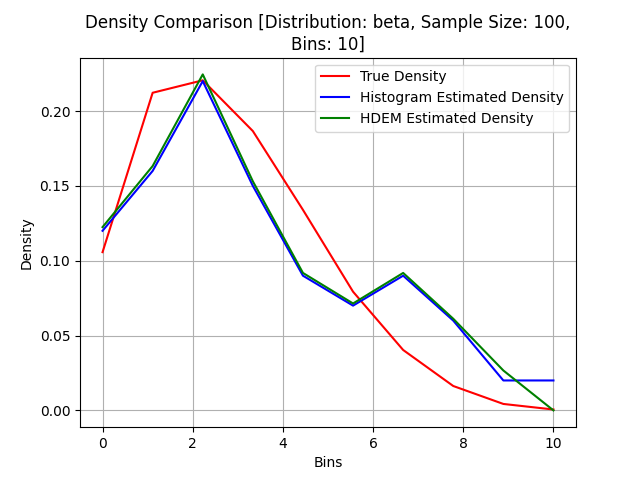 Density Comparison [Distribution: beta, Sample Size: 100,
Bins: 10]
True Density
Histogram Estimated Density
HDEM Estimated Density
Density
0.20
0.15
0.10
0.05
0.00
0 2 4 6 8 10
Bins